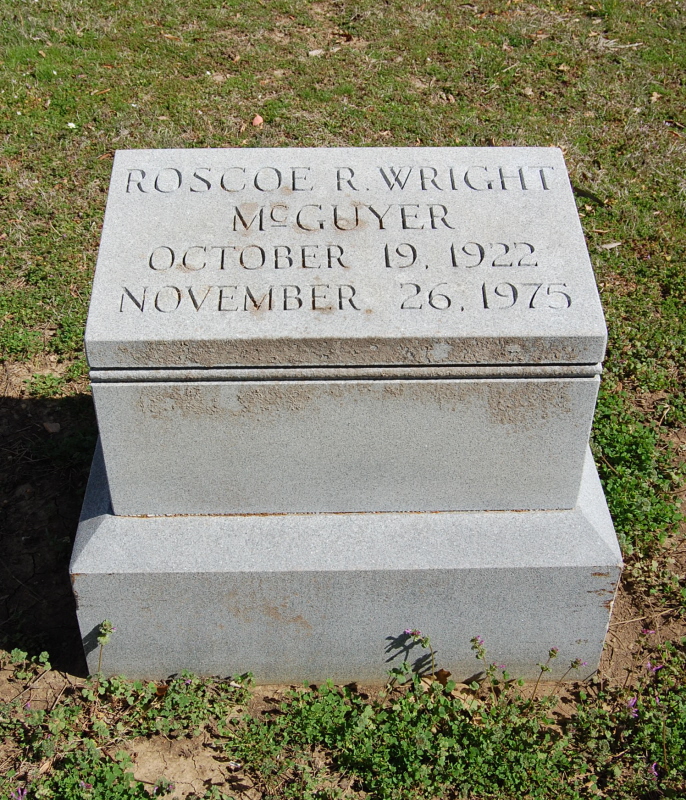 ROSCOE R. WRIGHT
McGUYER
OCTOBER 19, 1922
NOVEMBER 26, 1975